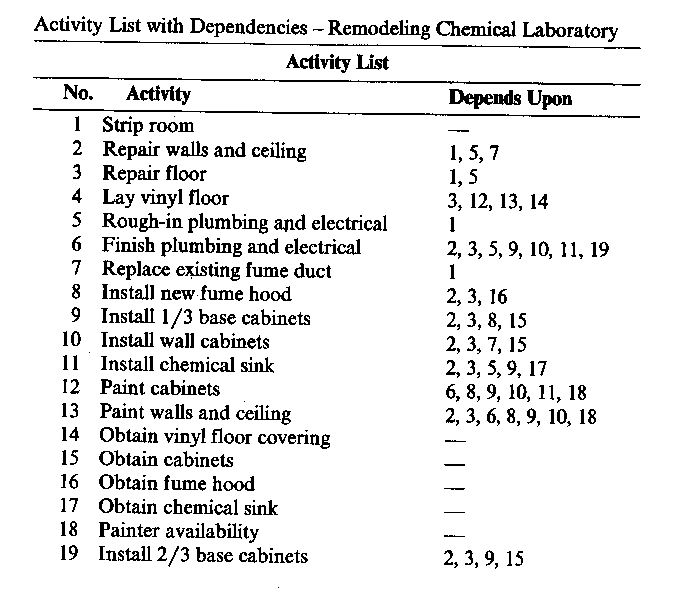 Activity List with Dependencies – Remodeling Chemical Laboratory
Activity List
No. Activity Depends Upon
1 Strip room —
2 Repair walls and ceiling 1, 5, 7
3 Repair floor 1, 5
4 Lay vinyl floor 3, 12, 13, 14
5 Rough-in plumbing and electrical 1
6 Finish plumbing and electrical 2, 3, 5, 9, 10, 11, 19
7 Replace existing fume duct 1
8 Install new fume hood 2, 3, 16
9 Install 1/3 base cabinets 2, 3, 8, 15
10 Install wall cabinets 2, 3, 7, 15
11 Install chemical sink 2, 3, 5, 9, 17
12 Paint cabinets 6, 8, 9, 10, 11, 18
13 Paint walls and ceiling 2, 3, 6, 8, 9, 10, 18
14 Obtain vinyl floor covering —
15 Obtain cabinets —
16 Obtain fume hood —
17 Obtain chemical sink —
18 Painter availability —
19 Install 2/3 base cabinets 2, 3, 9, 15